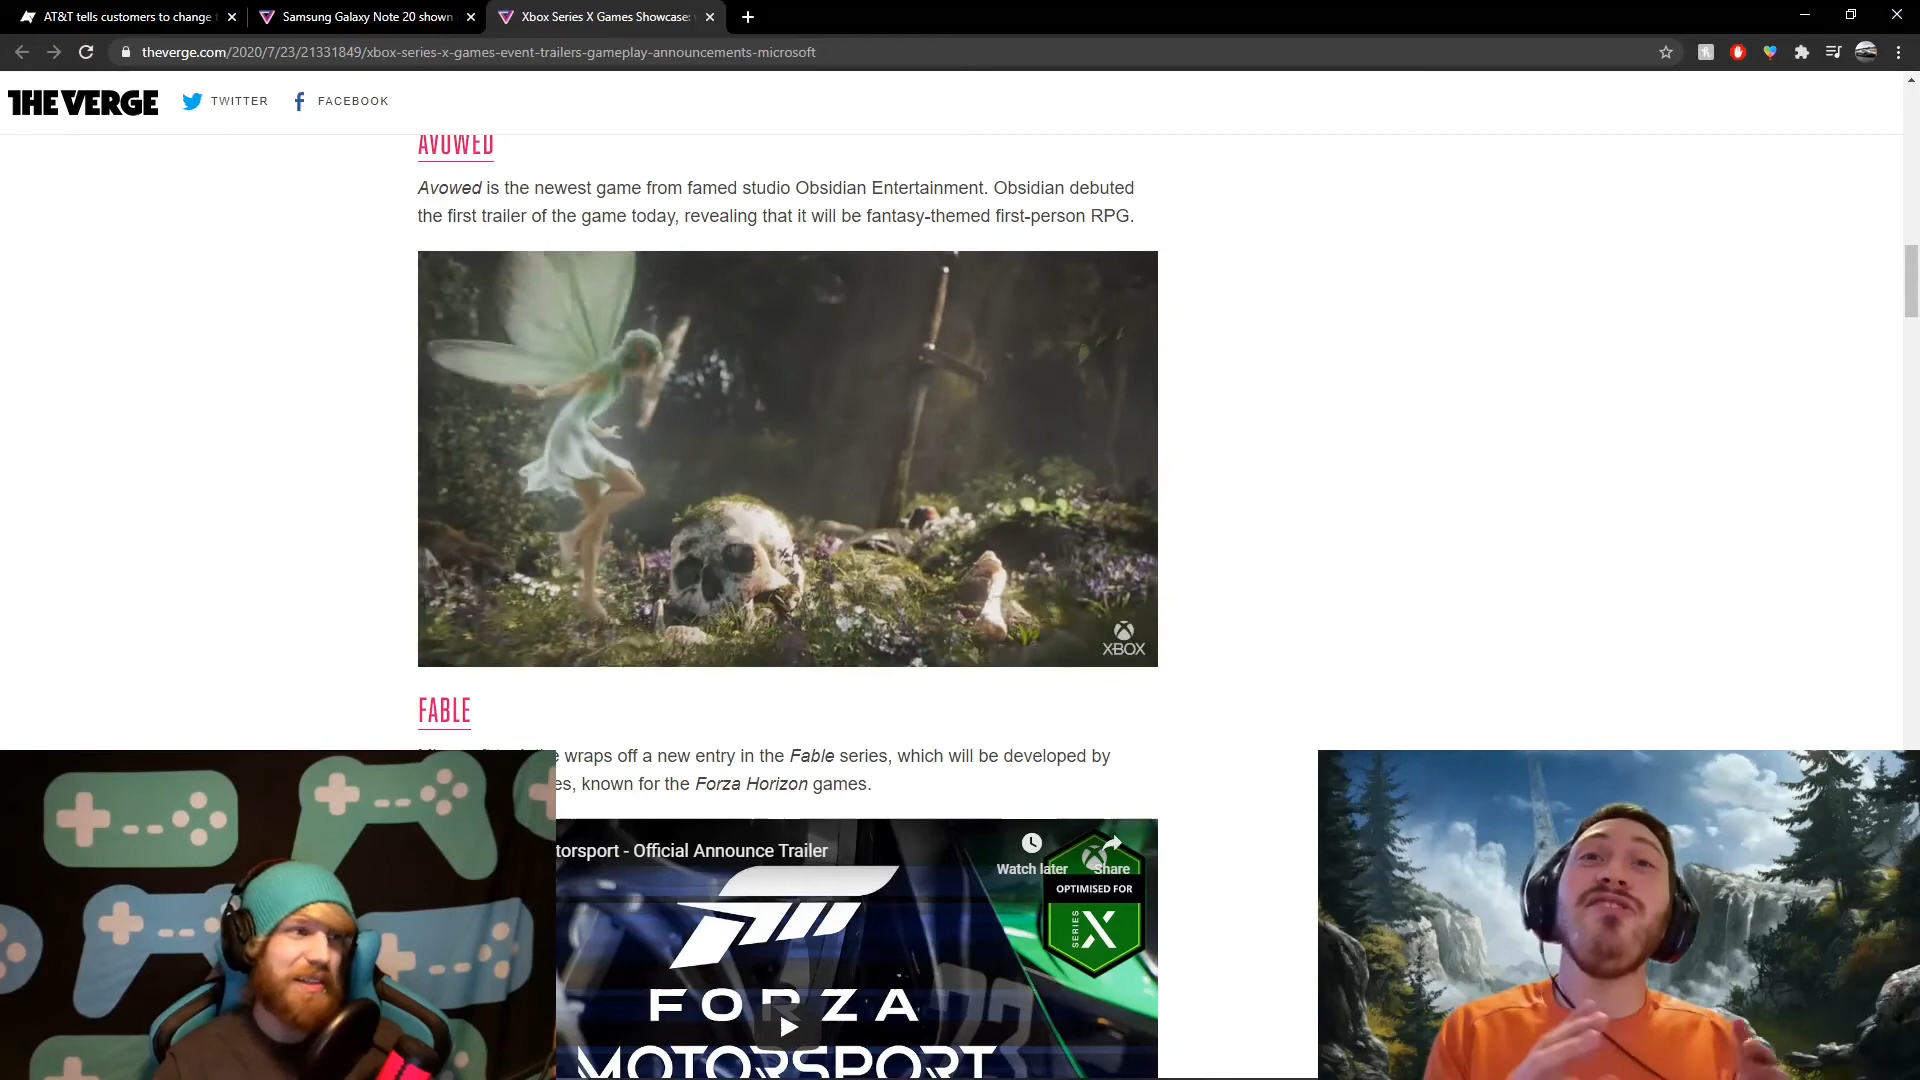 AT&T tells customers to change
Samsung Galaxy Note 20 shown
Xbox Series X Games Showcase:
theverge.com/2020/7/23/21331849/xbox-series-x-games-event-trailers-gameplay-announcements-microsoft
THE VERGE
TWITTER
FACEBOOK
AVOWED
Avowed is the newest game from famed studio Obsidian Entertainment. Obsidian debuted
the first trailer of the game today, revealing that it will be fantasy-themed first-person RPG.
XBOX
FABLE
wraps off a new entry in the Fable series, which will be developed by
es, known for the Forza Horizon games.
torsport - Official Announce Trailer
Watch later
Share
OPTIMISED FOR
SERIES X
FORZA
MOTORSPORT